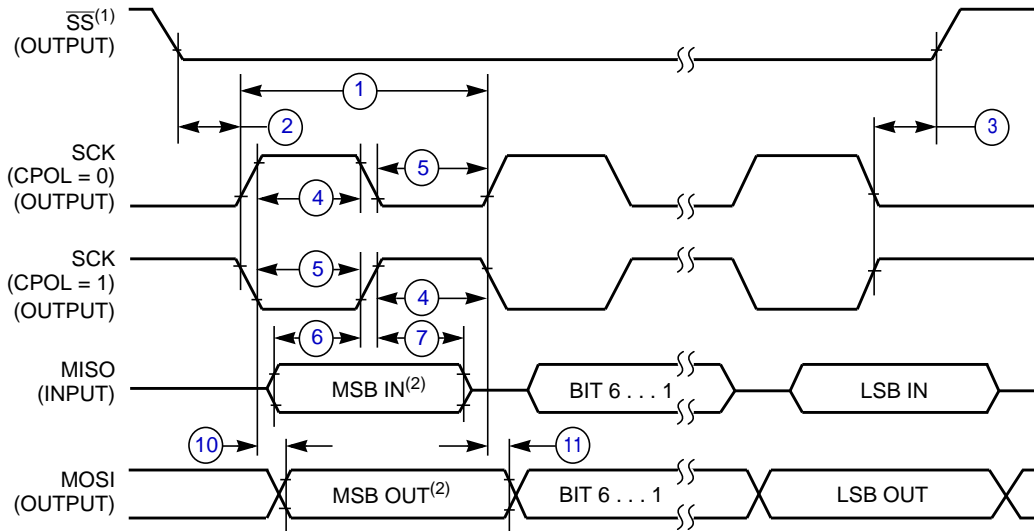 SS(1)
(OUTPUT)
1
2
3
SCK
(CPOL = 0)
(OUTPUT)
5
4
SCK
(CPOL = 1)
(OUTPUT)
5
4
6
7
MISO
(INPUT)
MSB IN(2)
BIT 6 . . . 1
LSB IN
10
11
MOSI
(OUTPUT)
MSB OUT(2)
BIT 6 . . . 1
LSB OUT